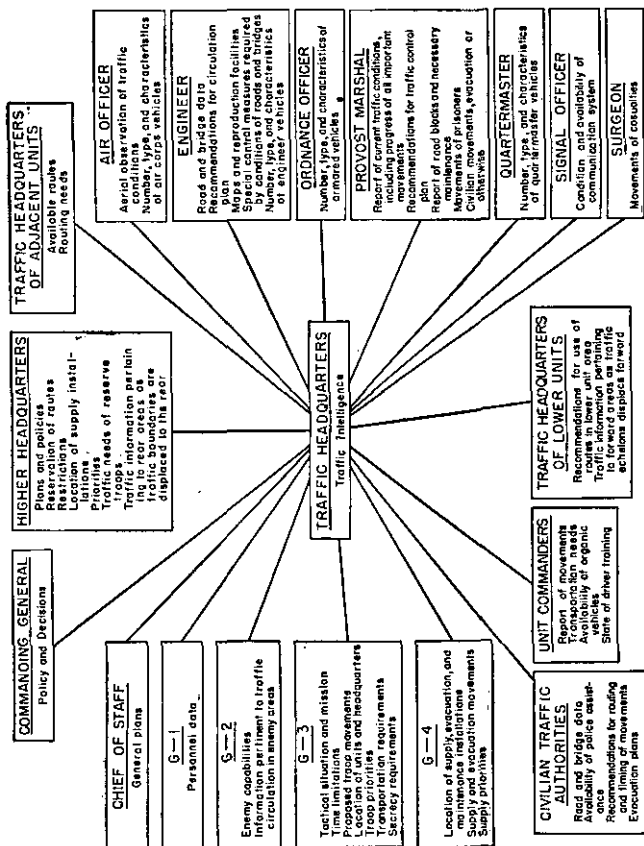 COMMANDING GENERAL
Policy and Decisions
HIGHER HEADQUARTERS
Plans and policies
Reservation of routes
Restrictions
Location of supply instal-
lations
Priorities
Traffic needs of reserve
troops
Traffic information pertain
ing to rear areas as
traffic boundaries are
displaced to the rear
TRAFFIC HEADQUARTERS
OF ADJACENT UNITS
Available routes
Routing needs
CHIEF OF STAFF
General plans
G-1
Personnel data
G-2
Enemy capabilities
Information pertinent to traffic
circulation in enemy areas
G-3
Tactical situation and mission
Time limitations
Proposed troop movements
Location of units and headquarters
Troop priorities
Transportation requirements
Secrecy requirements
G-4
Location of supply, evacuation, and
maintenance installations
Supply and evacuation movements
Supply priorities
TRAFFIC HEADQUARTERS
Traffic Intelligence
AIR OFFICER
Aerial observation of traffic
conditions
Number, type, and characteristics
of air corps vehicles
ENGINEER
Road and bridge data
Recommendations for circulation
plan
Maps and reproduction facilities
Special control measures required
by conditions of roads and bridges
Number, type, and characteristics
of engineer vehicles
ORDNANCE OFFICER
Number, type, and characteristics of
armored vehicles
PROVOST MARSHAL
Report of current traffic conditions,
including progress of all important
movements
Recommendations for traffic control
plan
Report of road blocks and necessary
maintenance
Movements of prisoners
Civilian movements, evacuation or
otherwise
QUARTERMASTER
Number, type, and characteristics
of quartermaster vehicles
SIGNAL OFFICER
Condition and availability of
communication system
SURGEON
Movements of casualties
CIVILIAN TRAFFIC
AUTHORITIES
Road and bridge data
Availability of police assist-
ance
Recommendations for routing
and timing of movements
Evacuation plans
UNIT COMMANDERS
Report of movements
Transportation needs
Availability of organic
vehicles
State of driver training
TRAFFIC HEADQUARTERS
OF LOWER UNITS
Recommendations for use of
routes in lower unit area
Traffic information pertaining
to forward areas as traffic
echelons displace forward